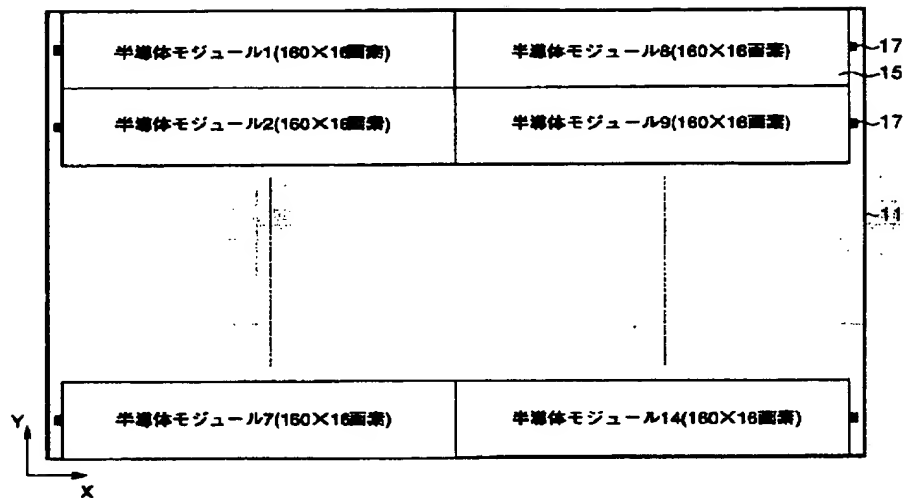 半導体モジュール1(160×16画素)
半導体モジュール8(160×16画素)
17
15
半導体モジュール2(160×16画素)
半導体モジュール9(160×16画素)
17
11
半導体モジュール7(160×16画素)
半導体モジュール14(160×16画素)
Y
X